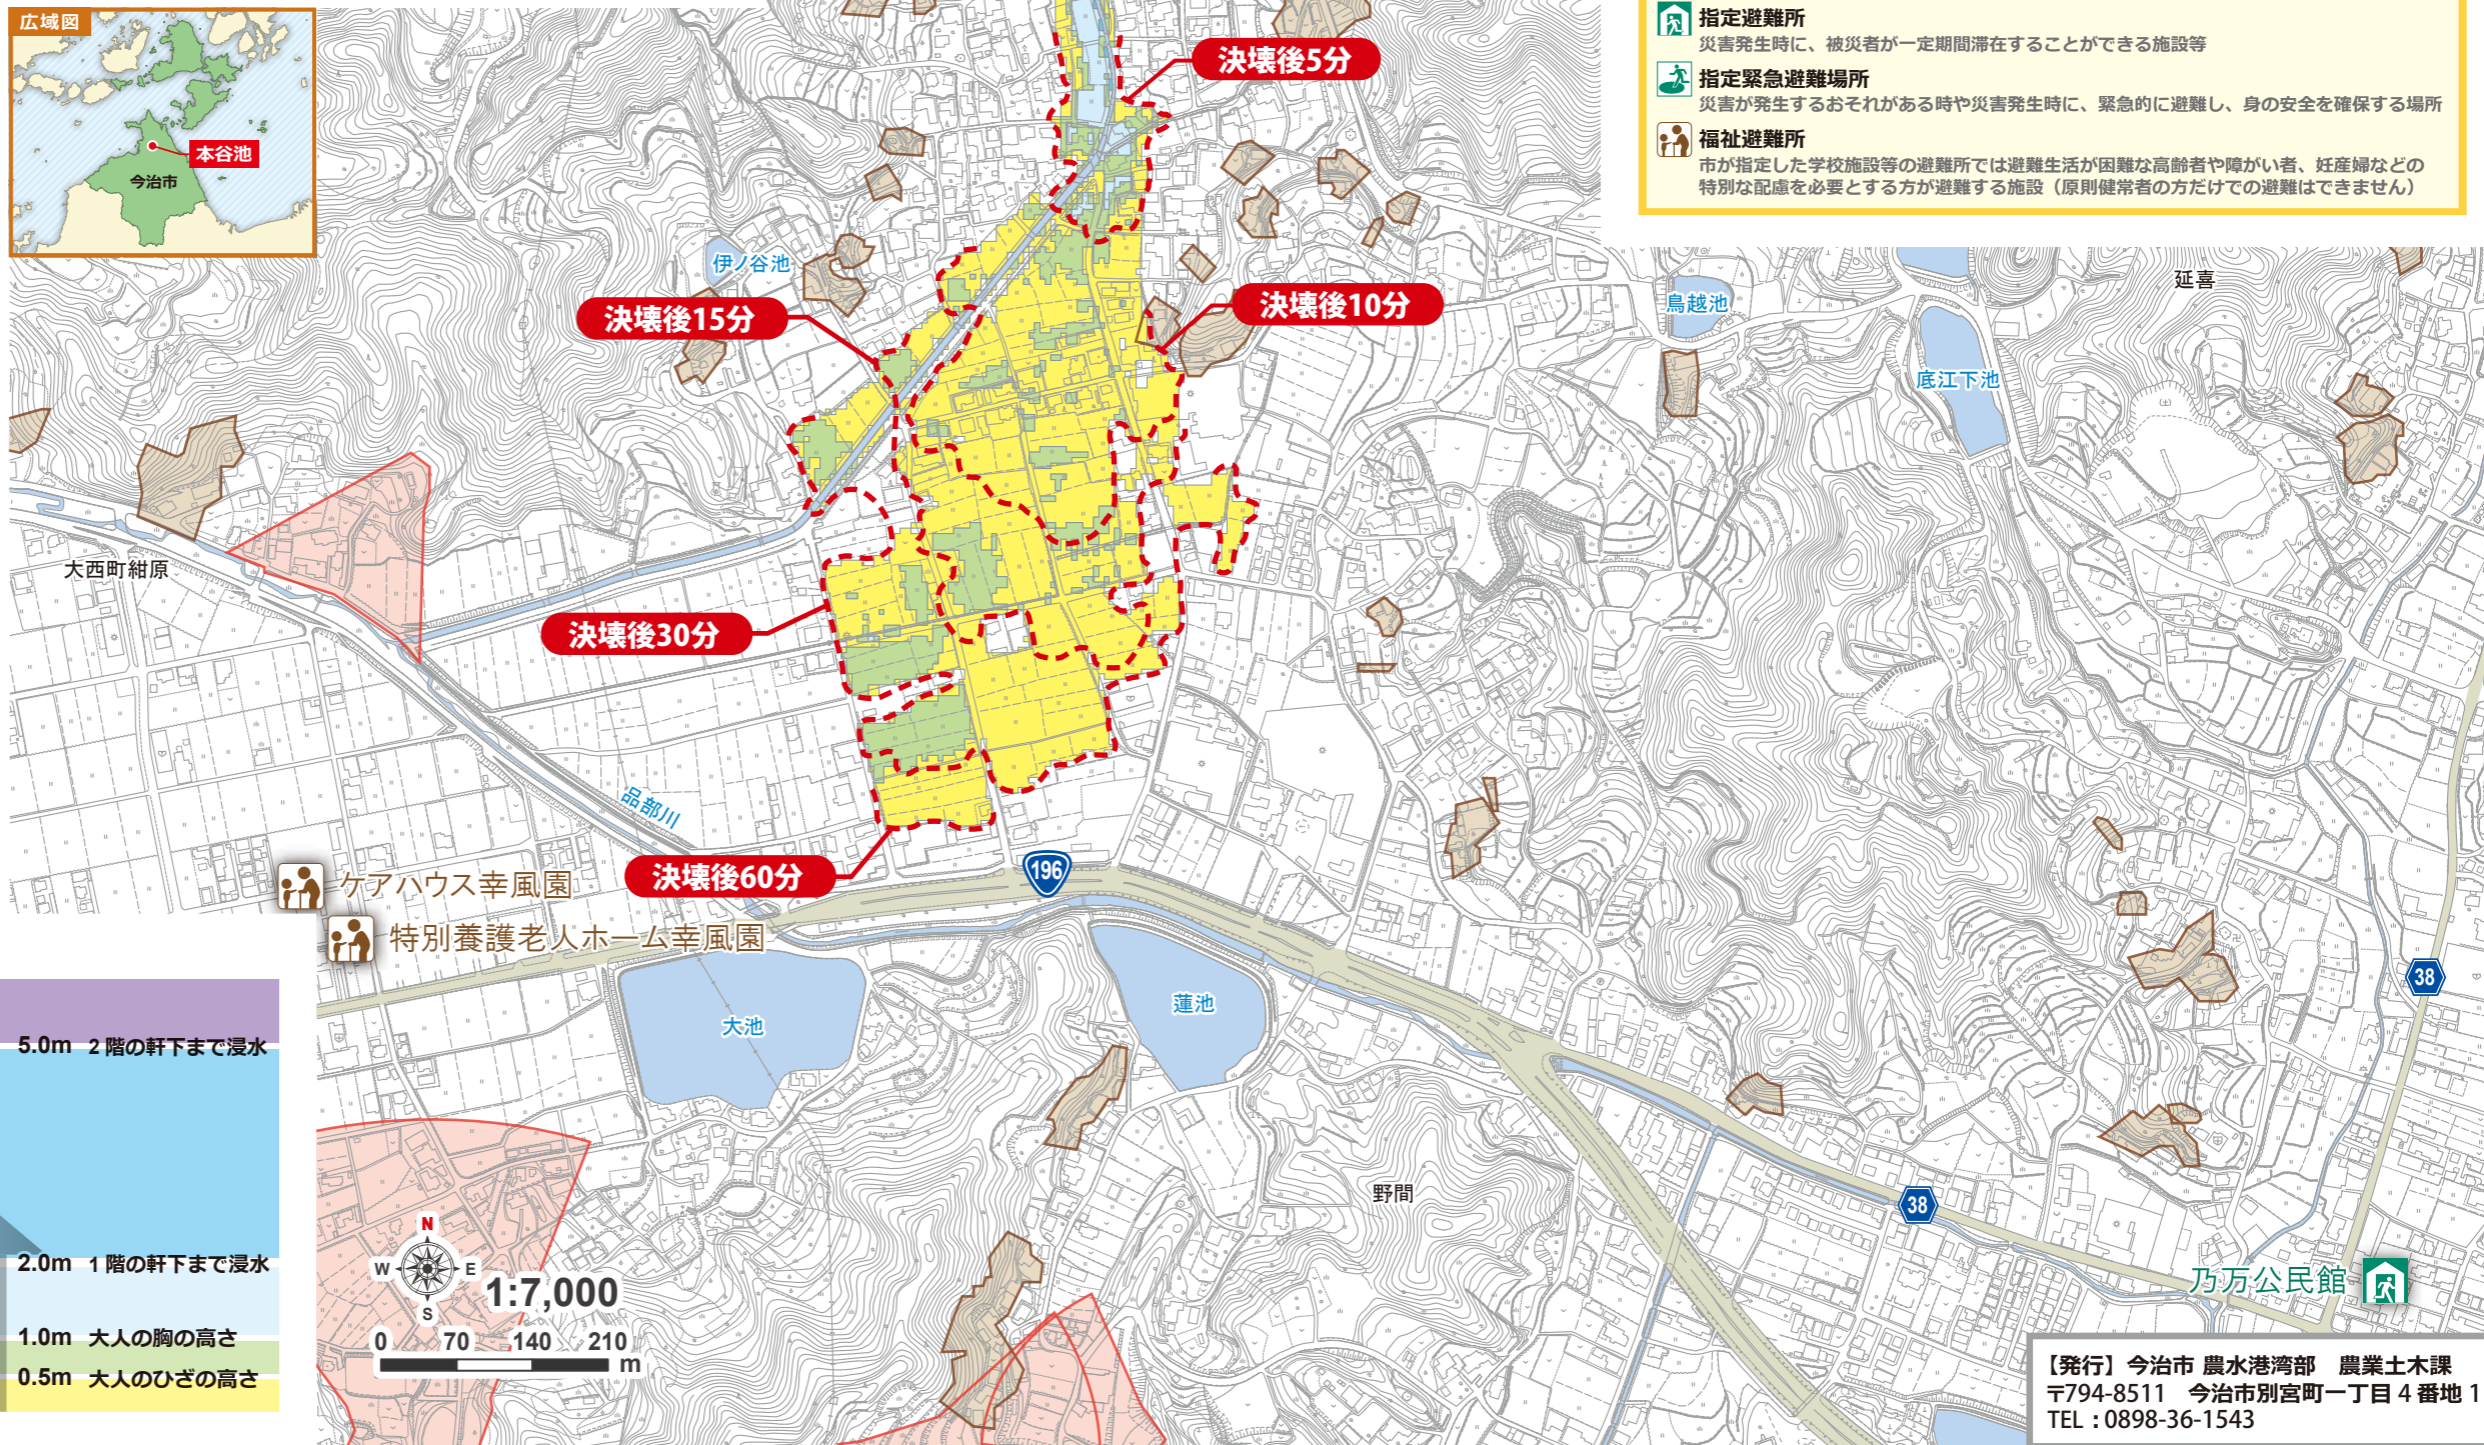 広域図
本谷池
今治市
指定避難所
災害発生時に、被災者が一定期間滞在することができる施設等
指定緊急避難場所
災害が発生するおそれがある時や災害発生時に、緊急的に避難し、身の安全を確保する場所
福祉避難所
市が指定した学校施設等の避難所では避難生活が困難な高齢者や障がい者、妊産婦などの
特別な配慮を必要とする方が避難する施設（原則健常者の方だけでの避難はできません）
決壊後5分
伊ノ谷池
決壊後15分
決壊後10分
鳥越池
延喜
底江下池
大西町紺原
決壊後30分
品部川
決壊後60分
196
ケアハウス幸風園
特別養護老人ホーム幸風園
大池
蓮池
38
野間
38
乃万公民館
5.0m 2階の軒下まで浸水
2.0m 1階の軒下まで浸水
1.0m 大人の胸の高さ
0.5m 大人のひざの高さ
N
W E
S
1:7,000
0 70 140 210
m
【発行】今治市 農水港湾部 農業土木課
〒794-8511 今治市別宮町一丁目4番地1
TEL：0898-36-1543